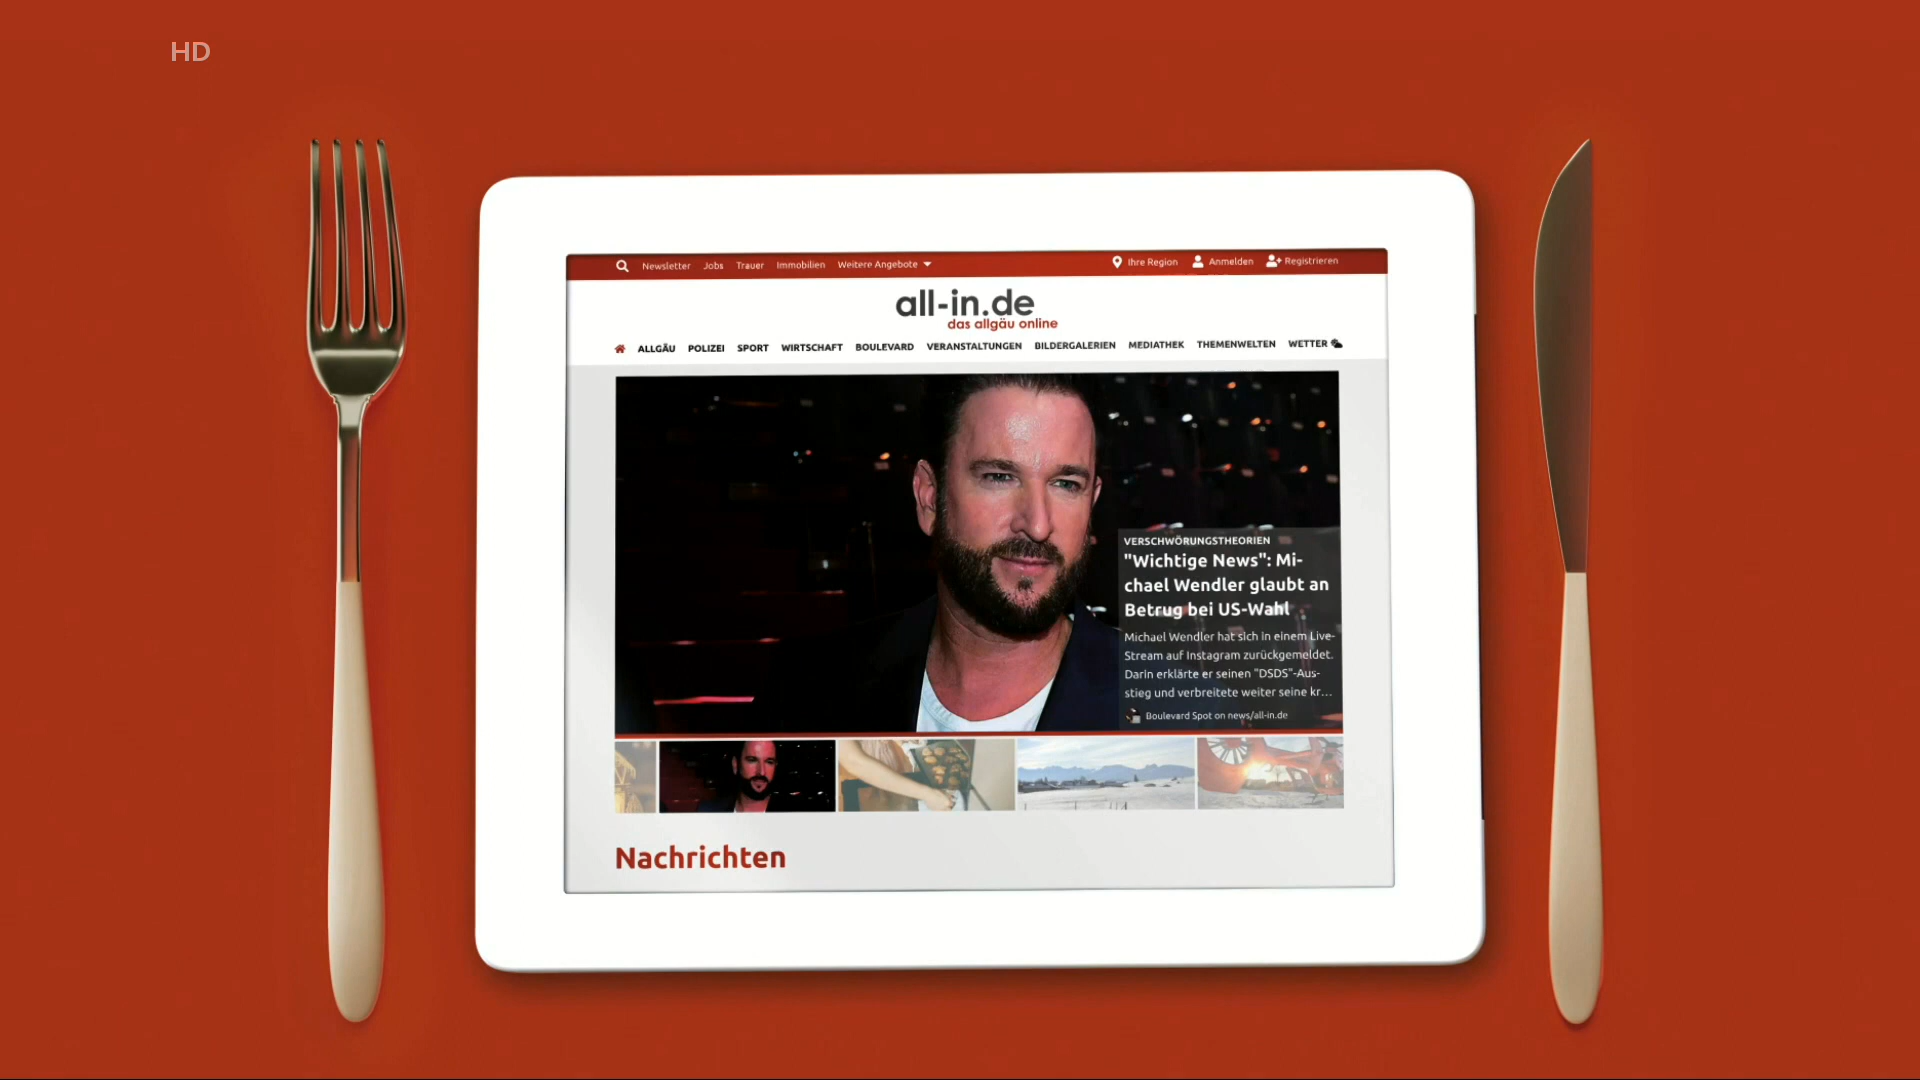 HD
Newsletter Jobs Trauer Immobilien Weitere Angebote Ihre Region Anmelden Registrieren
all-in.de
das allgäu online
ALLGÄU POLIZEI SPORT WIRTSCHAFT BOULEVARD VERANSTALTUNGEN BILDERGALERIEN MEDIATHEK THEMENWELTEN WETTER
VERSCHWÖRUNGSTHEORIEN
"Wichtige News": Mi-
chael Wendler glaubt an
Betrug bei US-Wahl
Michael Wendler hat sich in einem Live-
Stream auf Instagram zurückgemeldet.
Darin erklärte er seinen "DSDS"-Aus-
stieg und verbreitete weiter seine kr...
Boulevard Spot on news/all-in.de
Nachrichten